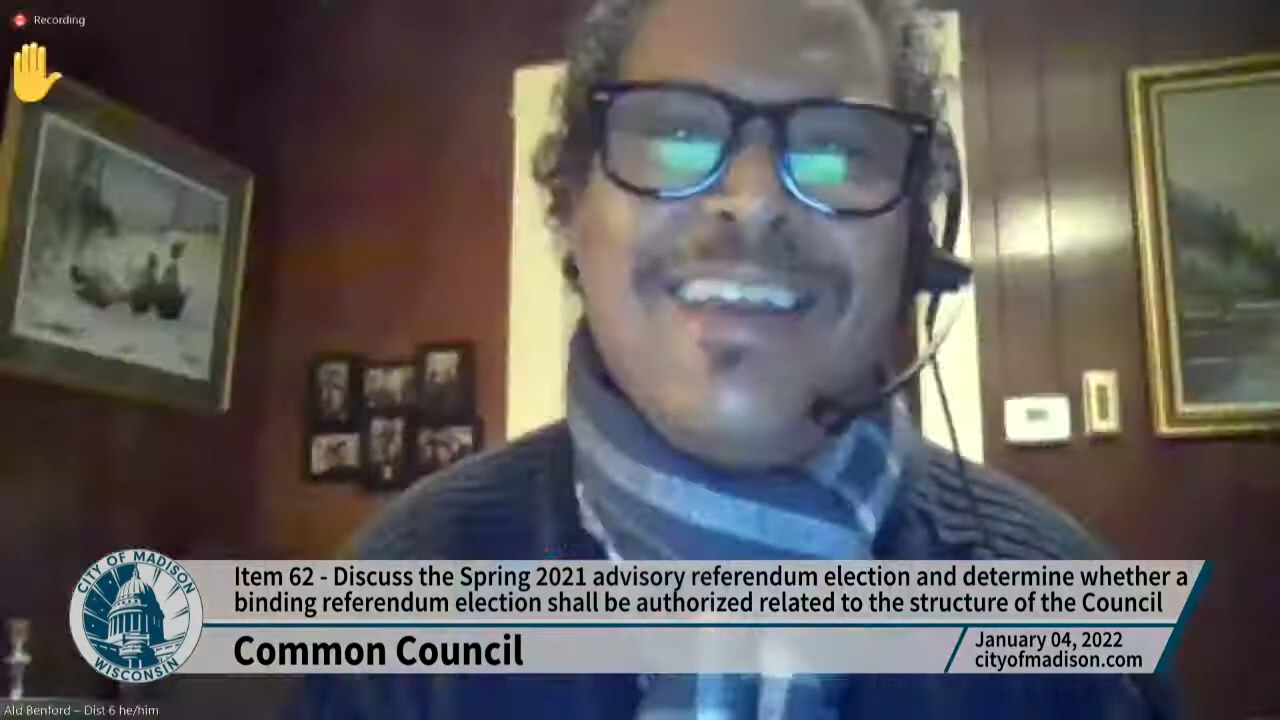 Recording
Item 62 - Discuss the Spring 2021 advisory referendum election and determine whether a
binding referendum election shall be authorized related to the structure of the Council
Common Council
January 04, 2022
cityofmadison.com
CITY OF MADISON
WISCONSIN
Ald Benford – Dist 6 he/him